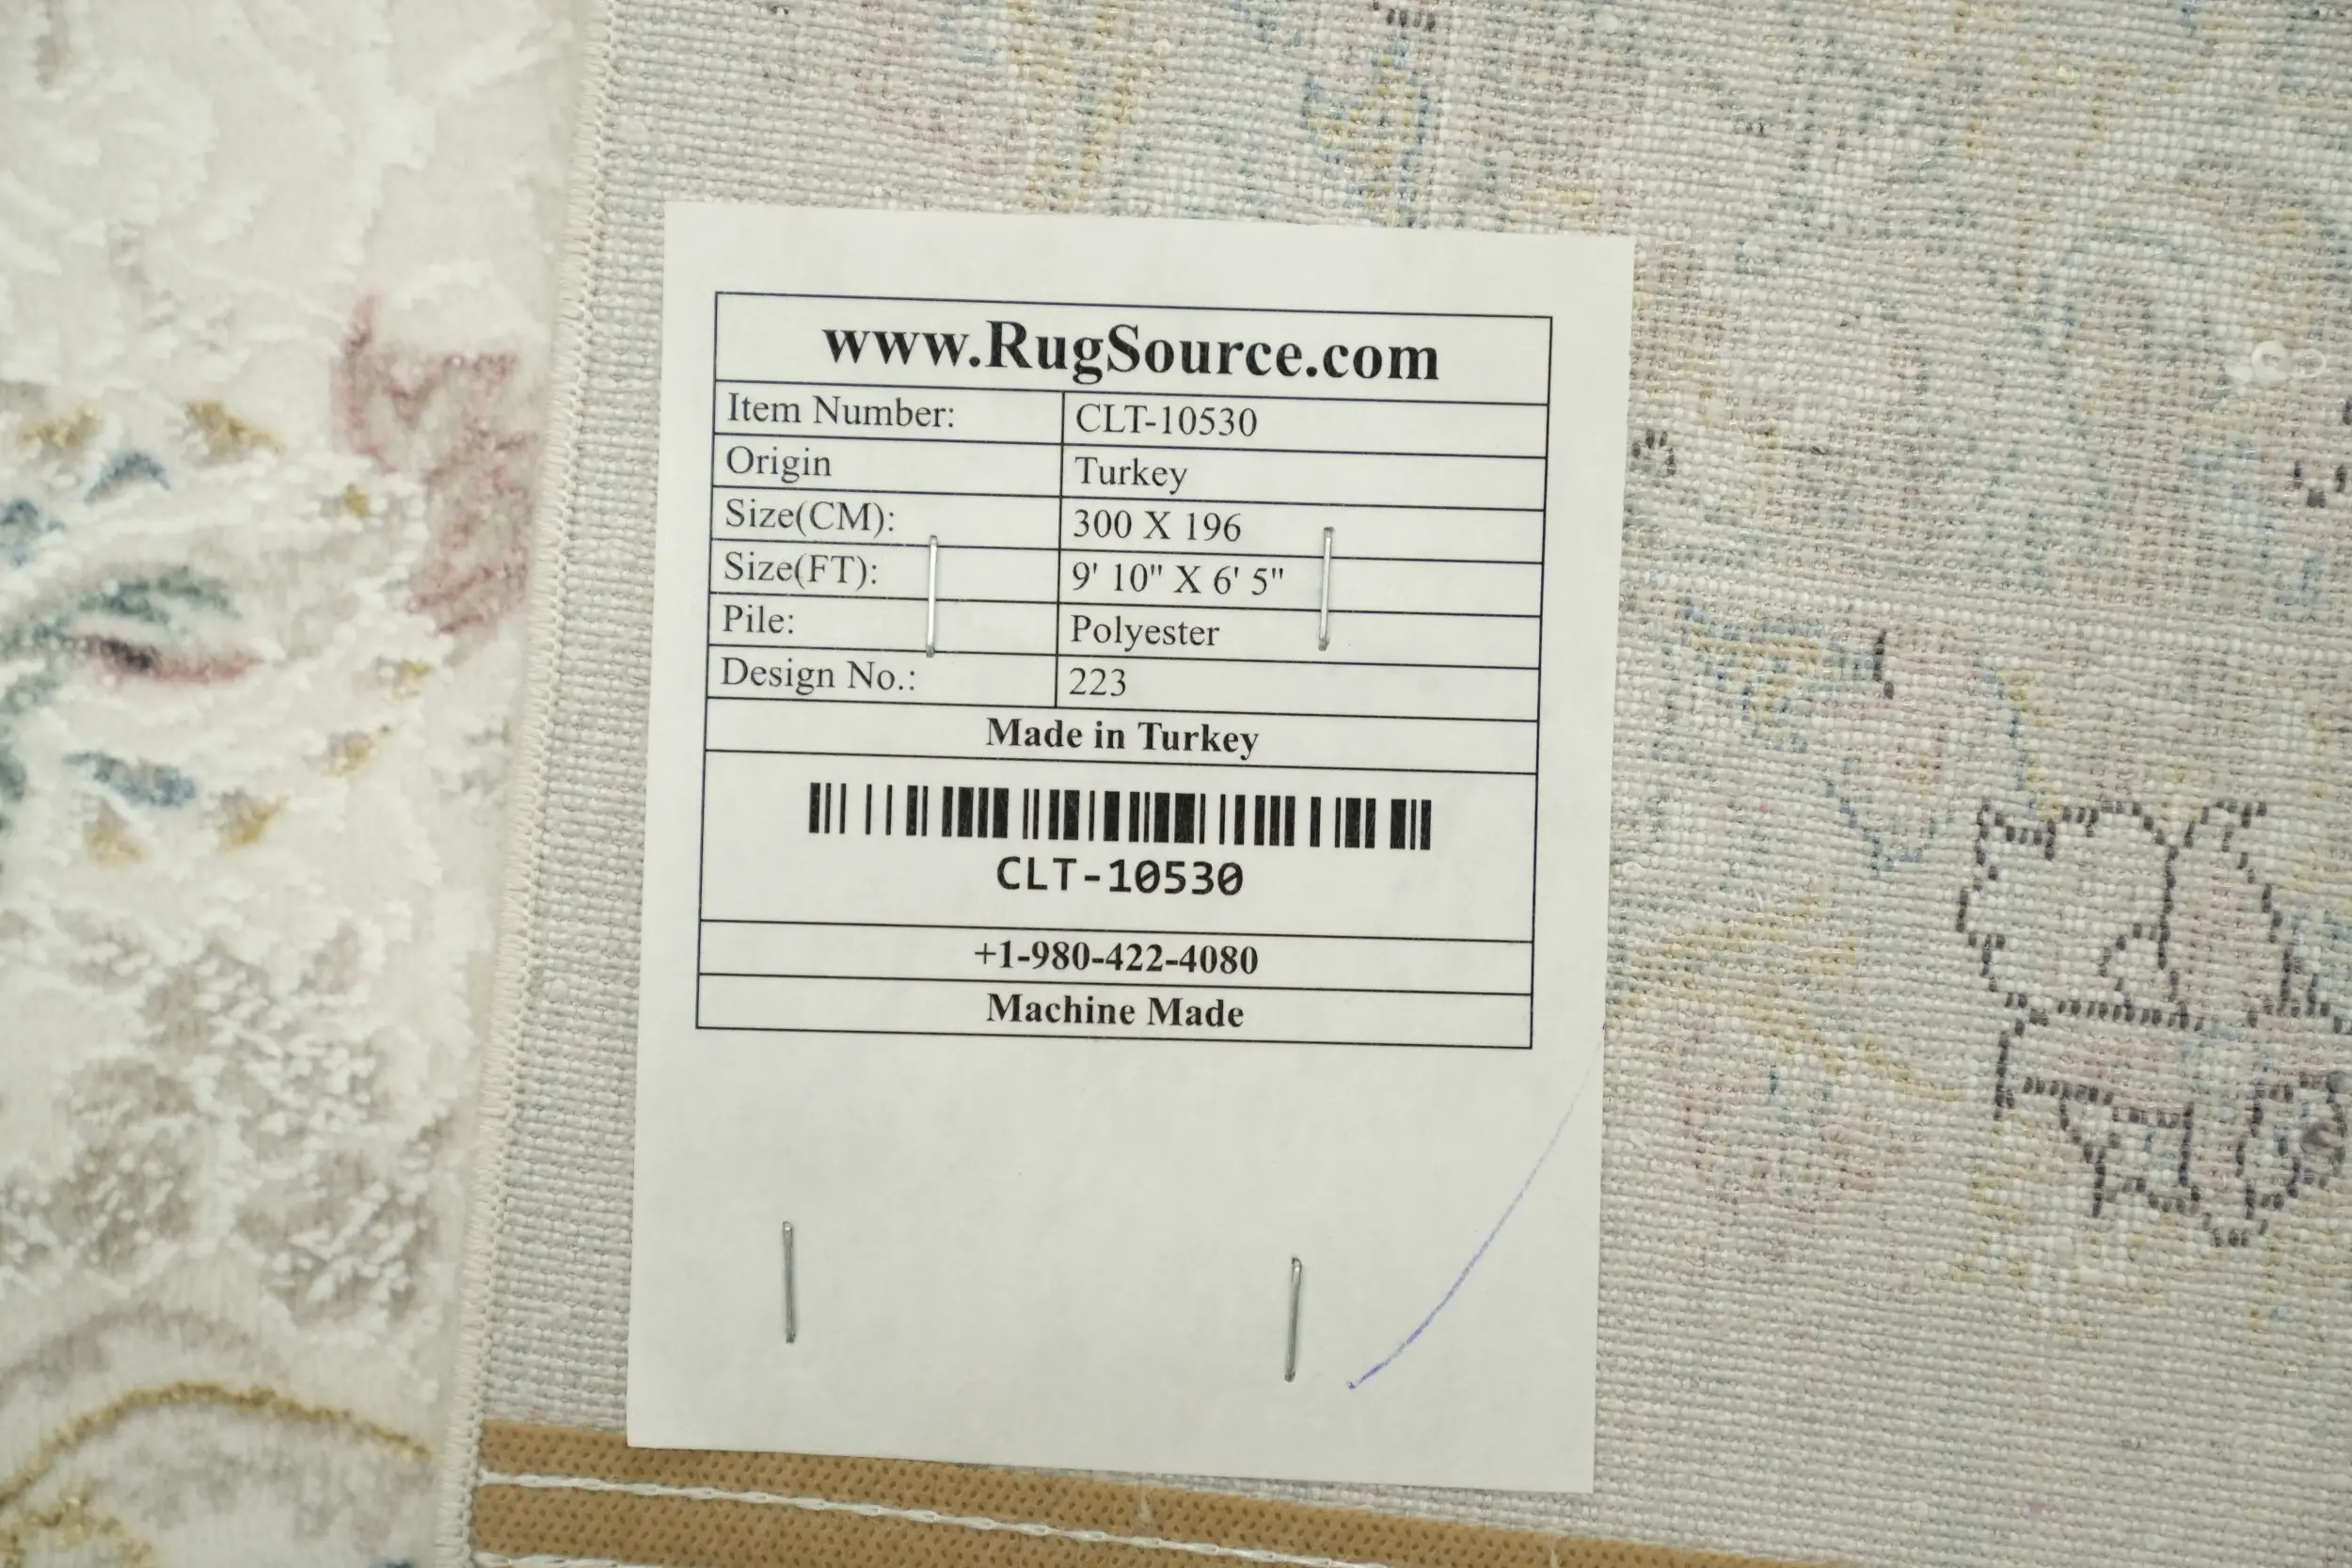 www.RugSource.com
Item Number: CLT-10530
Origin Turkey
Size(CM): 300 X 196
Size(FT): 9' 10" X 6' 5"
Pile: Polyester
Design No.: 223
Made in Turkey
CLT-10530
+1-980-422-4080
Machine Made